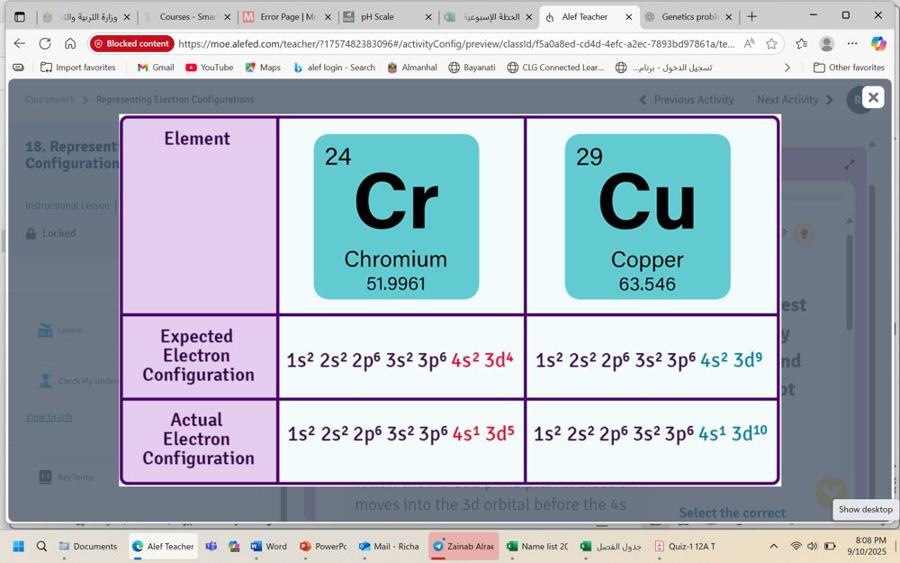 Courses - Smar
Error Page | Mo
pH Scale
الخطة الإسبوعية
Alef Teacher
Genetics proble
Blocked content
https://moe.alefed.com/teacher/?1757482383096#/activityConfig/preview/classId/f5a0a8ed-cd4d-4efc-a2ec-7893bd97861a/te...
Import favorites
Gmail
YouTube
Maps
alef login - Search
Almanhal
Bayanati
CLG Connected Lear...
تسجيل الدخول - برنام...
Other favorites
Coursework > Representing Electron Configurations
Previous Activity
Next Activity
18. Represent
Configuration
Instructional Lesson
Locked
Lesson
Check My Under
View Graph
Key Terms
Element
24
Cr
Chromium
51.9961
29
Cu
Copper
63.546
Expected
Electron
Configuration
1s² 2s² 2p⁶ 3s² 3p⁶ 4s² 3d⁴
1s² 2s² 2p⁶ 3s² 3p⁶ 4s² 3d⁹
Actual
Electron
Configuration
1s² 2s² 2p⁶ 3s² 3p⁶ 4s¹ 3d⁵
1s² 2s² 2p⁶ 3s² 3p⁶ 4s¹ 3d¹⁰
moves into the 3d orbital before the 4s
Select the correct
Show desktop
Documents
Alef Teacher
Word
PowerPo
Mail - Richa
Zainab Alrae
Name list 20
جدول الفصل
Quiz-1 12A T
8:08 PM
9/10/2025